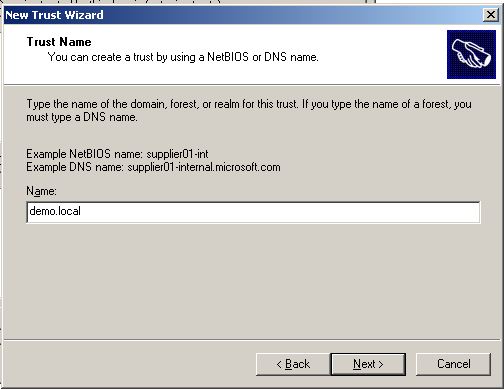 New Trust Wizard
Trust Name
You can create a trust by using a NetBIOS or DNS name.
Type the name of the domain, forest, or realm for this trust. If you type the name of a forest, you
must type a DNS name.
Example NetBIOS name: supplier01-int
Example DNS name: supplier01-internal.microsoft.com
Name:
demo.local
< Back
Next >
Cancel